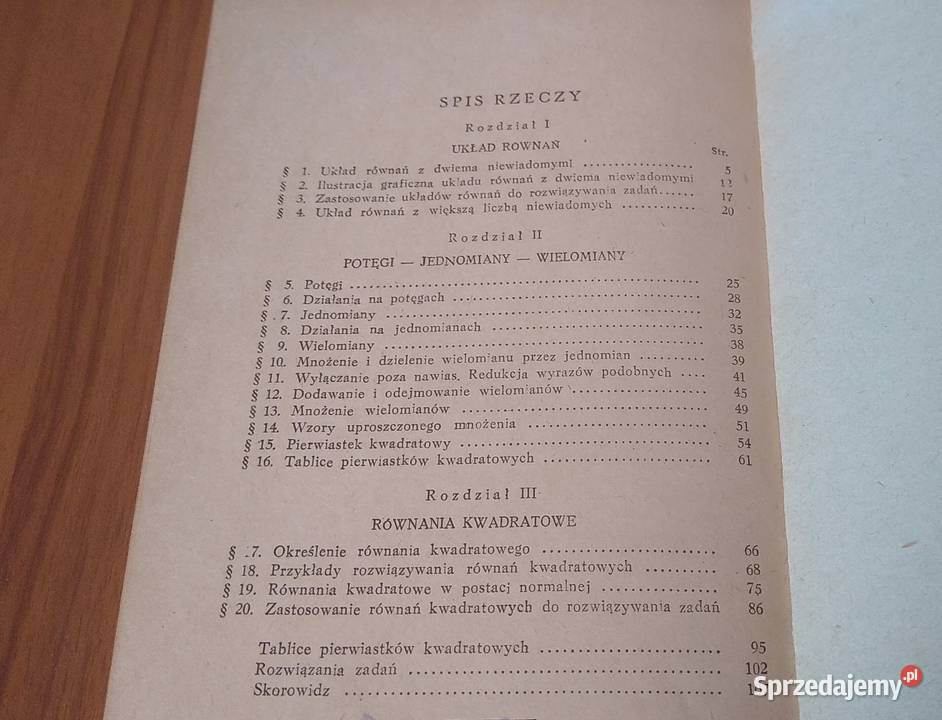 SPIS RZECZY
Rozdział I
UKŁAD ROWNAŃ
Str.
§ 1. Układ równań z dwiema niewiadomymi .................. 5
§ 2. Ilustracja graficzna układu równań z dwiema niewiadomymi 12
§ 3. Zastosowanie układów równań do rozwiązywania zadań...... 17
§ 4. Układ równań z większą liczbą niewiadomych ............ 20
Rozdział II
POTĘGI — JEDNOMIANY — WIELOMIANY
§ 5. Potęgi ........................ 25
§ 6. Działania na potęgach ........................ 28
§ 7. Jednomiany ........................ 32
§ 8. Działania na jednomianach ........................ 35
§ 9. Wielomiany ........................ 38
§ 10. Mnożenie i dzielenie wielomianu przez jednomian .......... 39
§ 11. Wyłączanie poza nawias. Redukcja wyrazów podobnych .... 41
§ 12. Dodawanie i odejmowanie wielomianów .................. 45
§ 13. Mnożenie wielomianów ........................ 49
§ 14. Wzory uproszczonego mnożenia ........................ 51
§ 15. Pierwiastek kwadratowy ........................ 54
§ 16. Tablice pierwiastków kwadratowych ...................... 61
Rozdział III
RÓWNANIA KWADRATOWE
§ .7. Określenie równania kwadratowego ........................ 66
§ 18. Przykłady rozwiązywania równań kwadratowych .......... 68
§ 19. Równania kwadratowe w postaci normalnej ................ 75
§ 20. Zastosowanie równań kwadratowych do rozwiązywania zadań 86
Tablice pierwiastków kwadratowych ...................... 95
Rozwiązania zadań ........................ 102
Skorowidz ........................
Sprzedajemy.pl